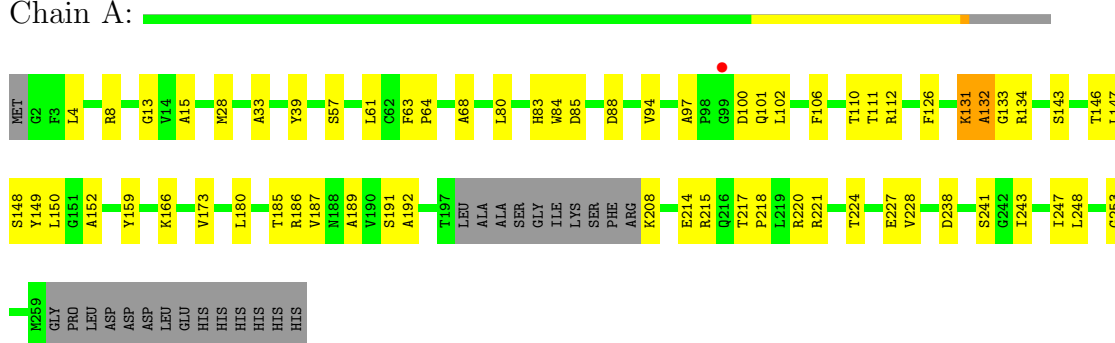 Chain A:
MET G2 F3 L4 R8 G13 V14 A15 M28 A33 Y39 S57 L61 C62 F63 P64 A68 L80 H83 W84 D85 D88 V94 A97 P98 G99 D100 Q101 L102 F106 T110 T111 R112 F126 K131 A132 G133 R134 S143 T146 L147
S148 Y149 L150 G151 A152 Y159 K166 V173 L180 T185 R186 V187 N188 A189 V190 S191 A192 T197 LEU ALA ALA SER GLY ILE LYS SER PHE ARG K208 E214 R215 Q216 T217 P218 L219 R220 R221 T224 E227 V228 D238 S241 G242 I243 I247 L248
M259 GLY PRO LEU ASP ASP ASP LEU GLU HIS HIS HIS HIS HIS HIS